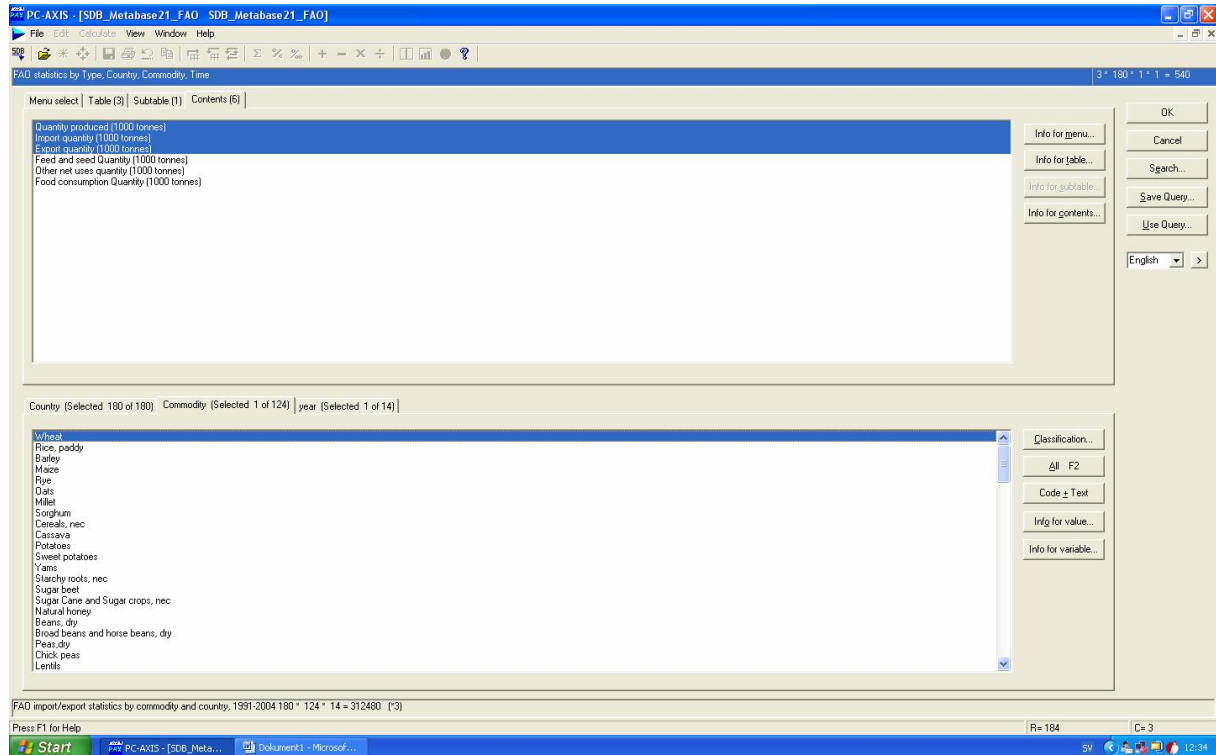 PC-AXIS - [SDB_Metabase21_FAO   SDB_Metabase21_FAO]
File Edit Calculate View Window Help
SDB
FAO statistics by Type, Country, Commodity, Time 3 * 180 * 1 * 1 = 540
Menu select Table (3) Subtable (1) Contents (6)
Quantity produced (1000 tonnes)
Import quantity (1000 tonnes)
Export quantity (1000 tonnes)
Feed and seed Quantity (1000 tonnes)
Other net uses quantity (1000 tonnes)
Food consumption Quantity (1000 tonnes)
Info for menu...
Info for table...
Info for subtable...
Info for contents...
OK
Cancel
Search...
Save Query...
Use Query...
English >
Country (Selected 180 of 180) Commodity (Selected 1 of 124) year (Selected 1 of 14)
Wheat
Rice, paddy
Barley
Maize
Rye
Oats
Millet
Sorghum
Cereals, nec
Cassava
Potatoes
Sweet potatoes
Yams
Starchy roots, nec
Sugar beet
Sugar Cane and Sugar crops, nec
Natural honey
Beans, dry
Broad beans and horse beans, dry
Peas,dry
Chick peas
Lentils
Classification...
All F2
Code + Text
Info for value...
Info for variable...
FAO import/export statistics by commodity and country, 1991-2004 180 * 124 * 14 = 312480 (*3)
Press F1 for Help R= 184 C= 3
Start PC-AXIS - [SDB_Meta... Dokument1 - Microsof... SV 12:34